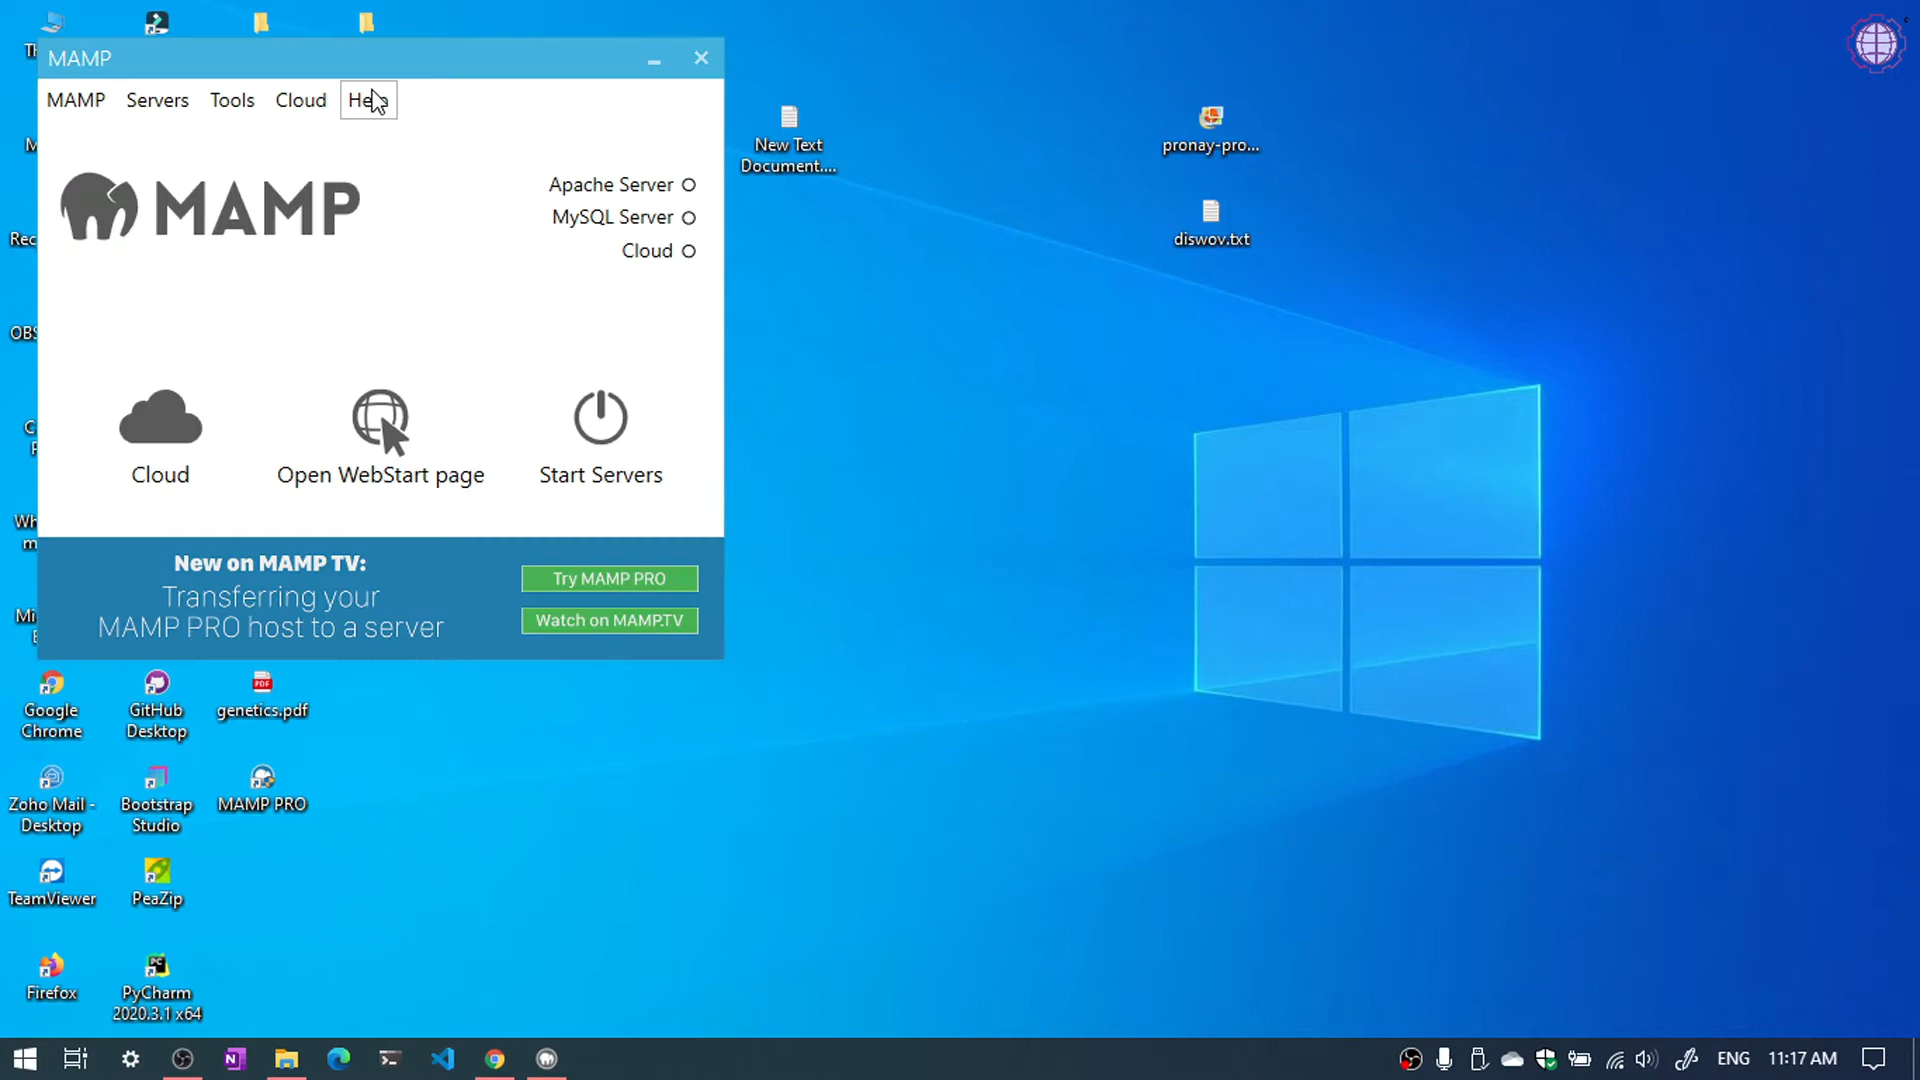 MAMP
MAMP Servers Tools Cloud Help
MAMP
Apache Server
MySQL Server
Cloud
Cloud
Open WebStart page
Start Servers
New on MAMP TV:
Transferring your
MAMP PRO host to a server
Try MAMP PRO
Watch on MAMP.TV
New Text
Document....
pronay-pro...
diswov.txt
Rec
OBS
Google
Chrome
GitHub
Desktop
genetics.pdf
Zoho Mail -
Desktop
Bootstrap
Studio
MAMP PRO
TeamViewer
PeaZip
Firefox
PyCharm
2020.3.1 x64
ENG
11:17 AM